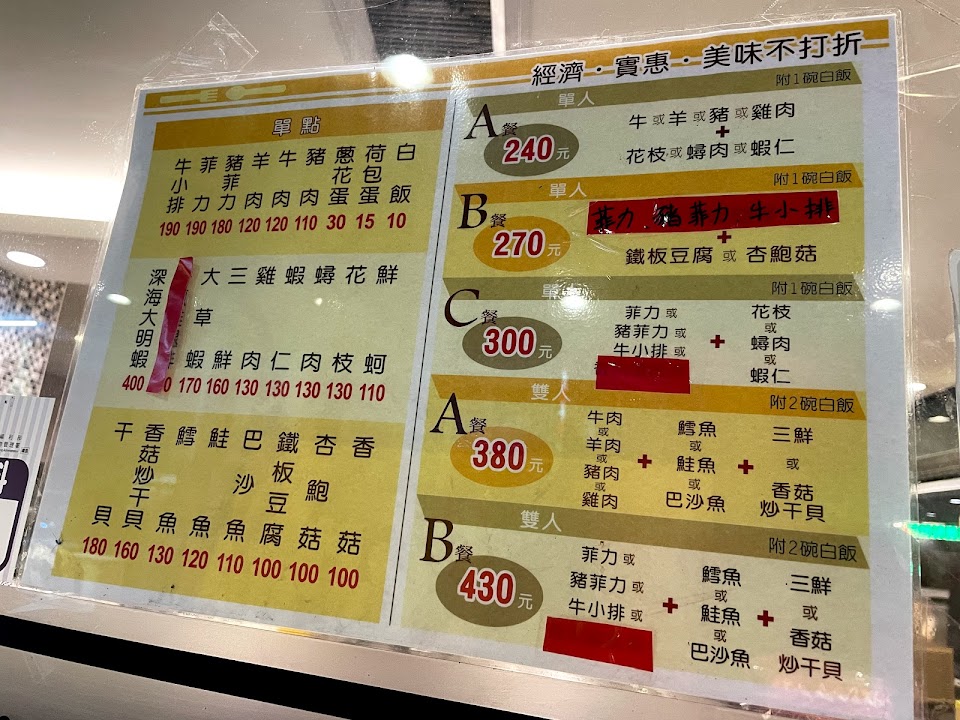 經濟・實惠・美味不打折
單點
牛小排 190
菲力 190
豬菲力 180
羊肉 120
牛肉 120
豬肉 110
蔥花蛋 30
荷包蛋 15
白飯 10
深海大明蝦 400
大草蝦 170
三鮮 160
雞肉 130
蝦仁 130
蟳肉 130
花枝 130
鮮蚵 110
干貝 180
香菇炒干貝 160
鱈魚 130
鮭魚 120
巴沙魚 110
鐵板豆腐 100
杏鮑菇 100
香菇 100
單人 附1碗白飯
A餐 240元
牛或羊或豬或雞肉
+
花枝或蟳肉或蝦仁
單人 附1碗白飯
B餐 270元
菲力.豬菲力.牛小排
+
鐵板豆腐或杏鮑菇
單人 附1碗白飯
C餐 300元
菲力或
豬菲力或
牛小排或
+
花枝
或
蟳肉
或
蝦仁
雙人 附2碗白飯
A餐 380元
牛肉
或
羊肉
或
豬肉
或
雞肉
+
鱈魚
或
鮭魚
或
巴沙魚
+
三鮮
或
香菇
炒干貝
雙人 附2碗白飯
B餐 430元
菲力或
豬菲力或
牛小排或
+
鱈魚
或
鮭魚
或
巴沙魚
+
三鮮
或
香菇
炒干貝